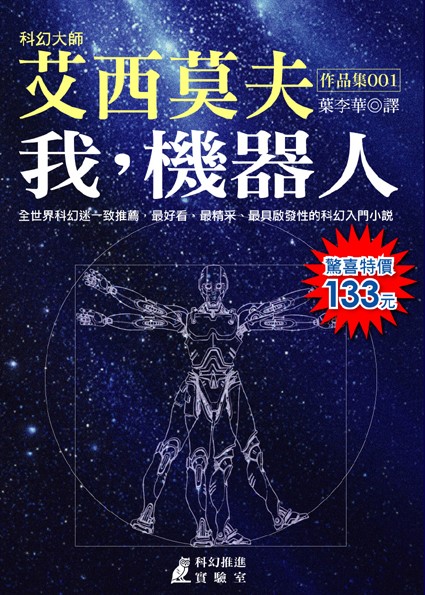 科幻大師
艾西莫夫
作品集001
葉李華◎譯
我，機器人
全世界科幻迷一致推薦，最好看、最精采、最具啟發性的科幻入門小說
驚喜特價
133元
科幻推進
實驗室